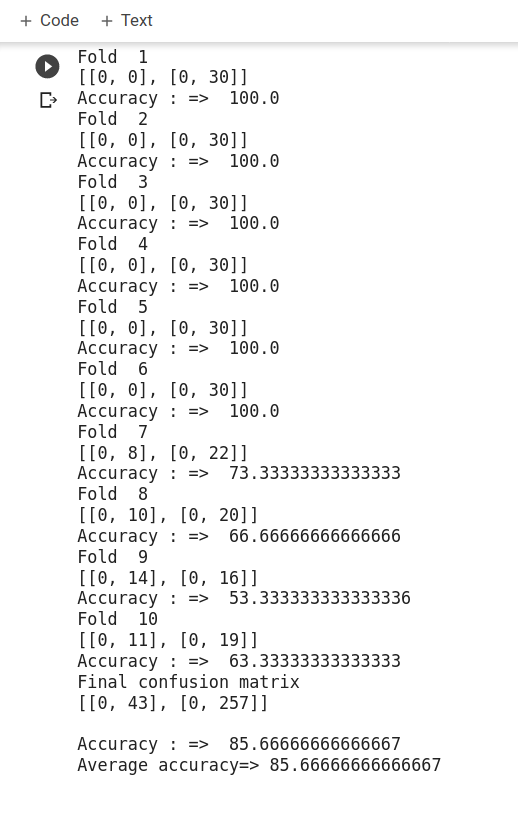 + Code + Text
Fold  1
[[0, 0], [0, 30]]
Accuracy : =>  100.0
Fold  2
[[0, 0], [0, 30]]
Accuracy : =>  100.0
Fold  3
[[0, 0], [0, 30]]
Accuracy : =>  100.0
Fold  4
[[0, 0], [0, 30]]
Accuracy : =>  100.0
Fold  5
[[0, 0], [0, 30]]
Accuracy : =>  100.0
Fold  6
[[0, 0], [0, 30]]
Accuracy : =>  100.0
Fold  7
[[0, 8], [0, 22]]
Accuracy : =>  73.33333333333333
Fold  8
[[0, 10], [0, 20]]
Accuracy : =>  66.66666666666666
Fold  9
[[0, 14], [0, 16]]
Accuracy : =>  53.333333333333336
Fold  10
[[0, 11], [0, 19]]
Accuracy : =>  63.33333333333333
Final confusion matrix
[[0, 43], [0, 257]]
Accuracy : =>  85.66666666666667
Average accuracy=> 85.66666666666667